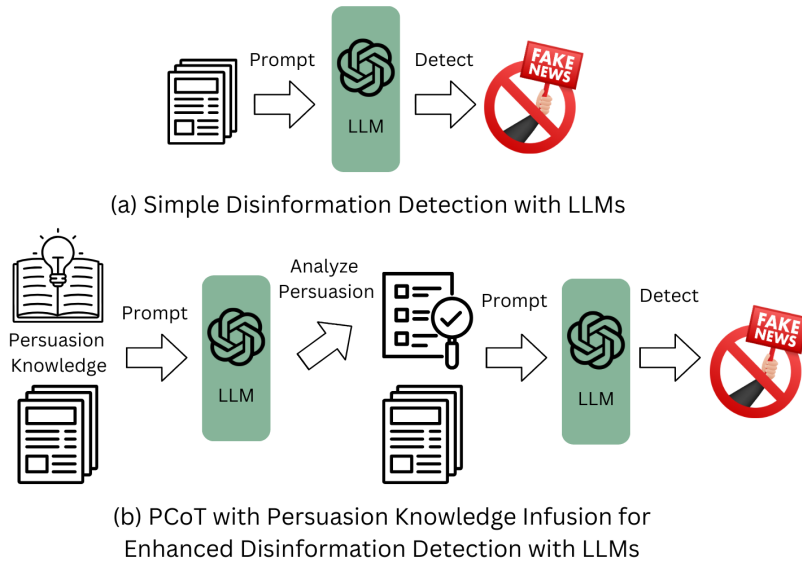 Prompt
LLM
Detect
FAKE
NEWS
(a) Simple Disinformation Detection with LLMs
Persuasion
Knowledge
Prompt
LLM
Analyze
Persuasion
Prompt
LLM
Detect
FAKE
NEWS
(b) PCoT with Persuasion Knowledge Infusion for
Enhanced Disinformation Detection with LLMs